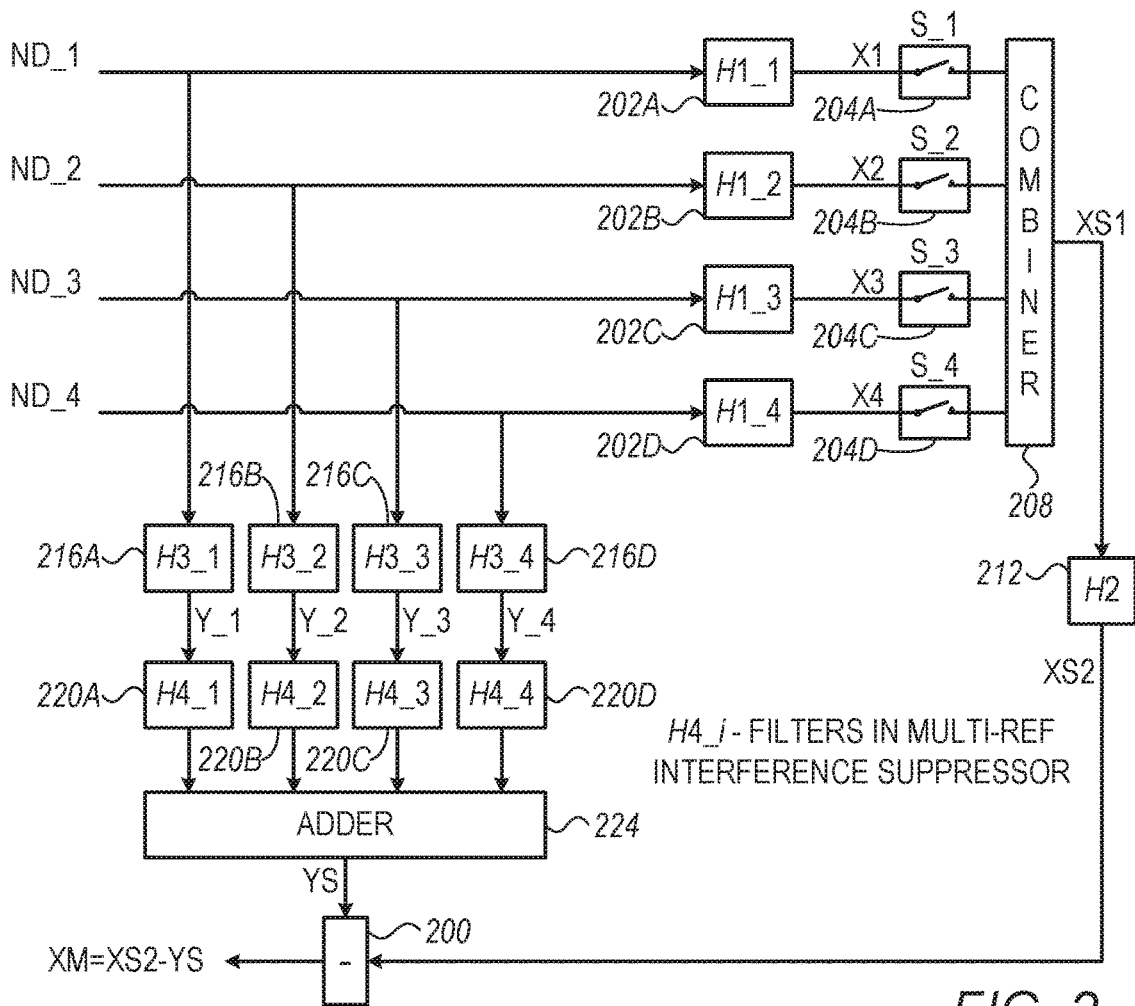 ND_1
H1_1
X1
S_1
202A
204A
ND_2
H1_2
X2
S_2
202B
204B
ND_3
H1_3
X3
S_3
202C
204C
ND_4
H1_4
X4
S_4
202D
204D
COMBINER
208
XS1
216B
216C
216A
H3_1
H3_2
H3_3
H3_4
216D
212
H2
Y_1
Y_2
Y_3
Y_4
XS2
220A
H4_1
H4_2
H4_3
H4_4
220D
220B
220C
H4_i - FILTERS IN MULTI-REF
INTERFERENCE SUPPRESSOR
ADDER
224
YS
200
-
XM=XS2-YS